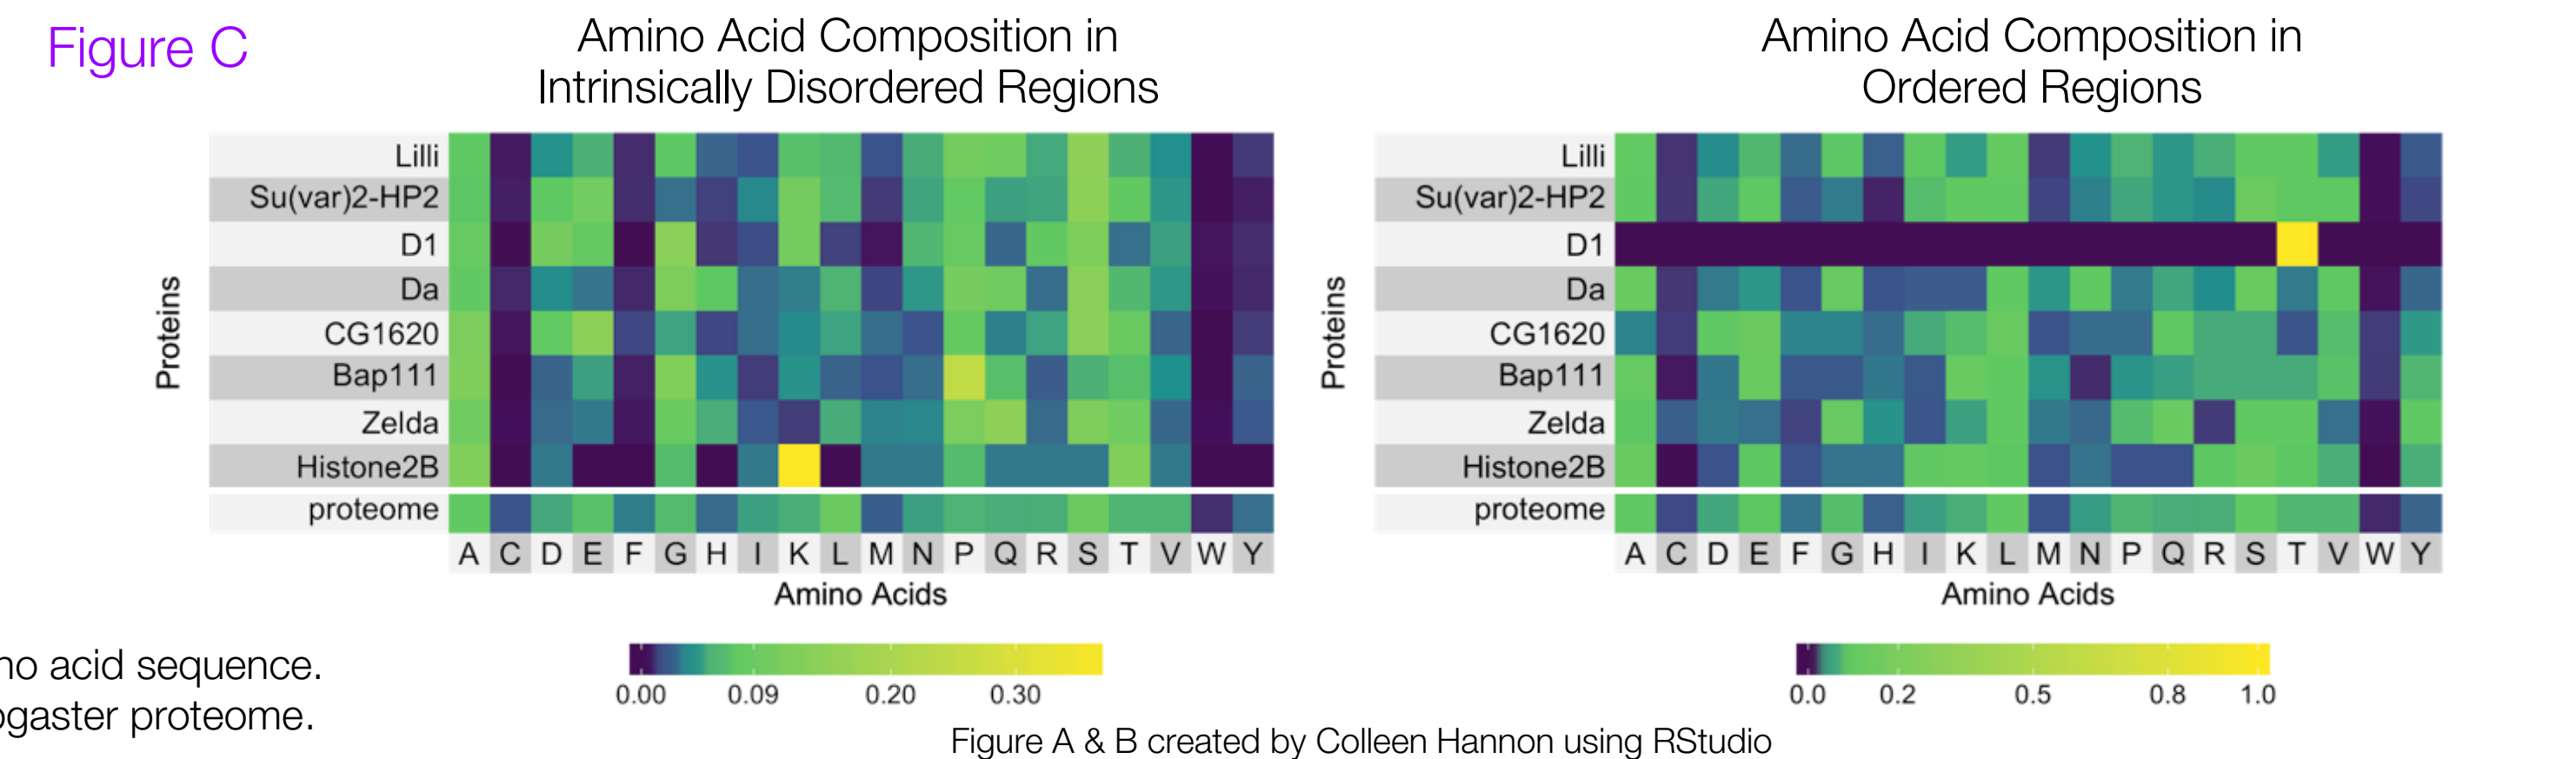 Figure C
Amino Acid Composition in
Intrinsically Disordered Regions
Proteins
Lilli
Su(var)2-HP2
D1
Da
CG1620
Bap111
Zelda
Histone2B
proteome
A C D E F G H I K L M N P Q R S T V W Y
Amino Acids
0.00 0.09 0.20 0.30
Amino Acid Composition in
Ordered Regions
Proteins
Lilli
Su(var)2-HP2
D1
Da
CG1620
Bap111
Zelda
Histone2B
proteome
A C D E F G H I K L M N P Q R S T V W Y
Amino Acids
0.0 0.2 0.5 0.8 1.0
no acid sequence.
ogaster proteome.
Figure A & B created by Colleen Hannon using RStudio